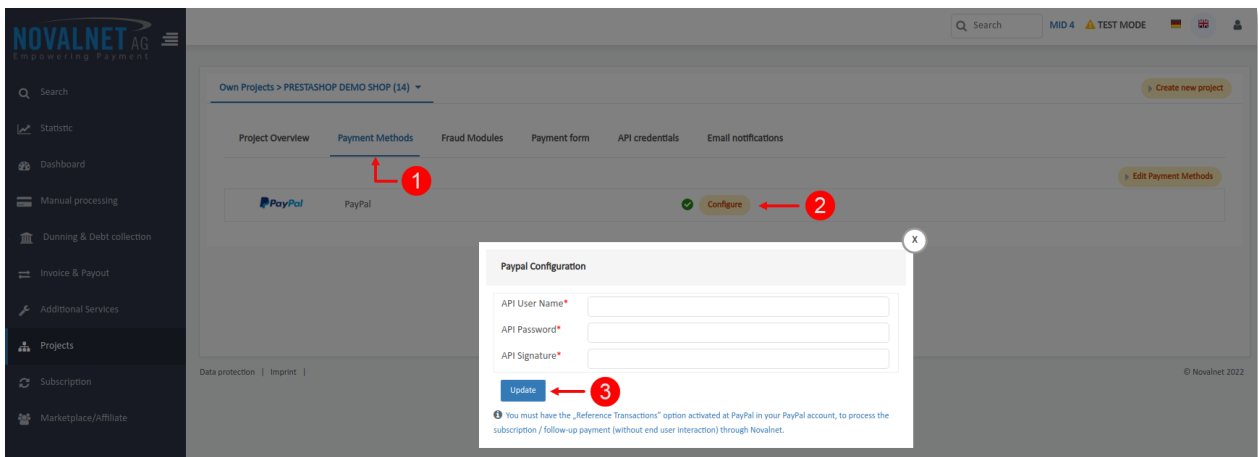 NOVALNET AG
Empowering Payment
Search
MID 4
TEST MODE
Search
Statistic
Dashboard
Manual processing
Dunning & Debt collection
Invoice & Payout
Additional Services
Projects
Subscription
Marketplace/Affiliate
Own Projects > PRESTASHOP DEMO SHOP (14)
Create new project
Project Overview
Payment Methods
Fraud Modules
Payment form
API credentials
Email notifications
1
Edit Payment Methods
PayPal
PayPal
Configure
2
X
Paypal Configuration
API User Name*
API Password*
API Signature*
Update
3
You must have the „Reference Transactions" option activated at PayPal in your PayPal account, to process the
subscription / follow-up payment (without end user interaction) through Novalnet.
Data protection | Imprint |
© Novalnet 2022